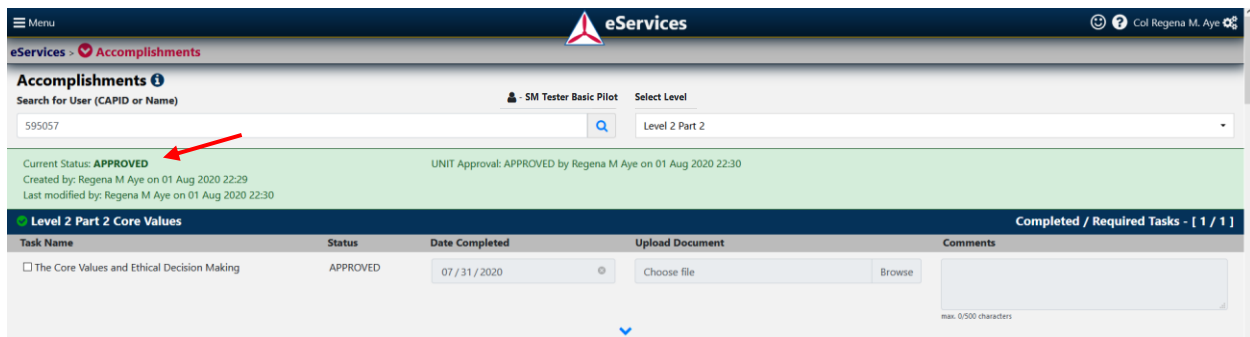 Menu
eServices
Col Regena M. Aye
eServices > Accomplishments
Accomplishments
Search for User (CAPID or Name)
- SM Tester Basic Pilot
Select Level
595057
Level 2 Part 2
Current Status: APPROVED
UNIT Approval: APPROVED by Regena M Aye on 01 Aug 2020 22:30
Created by: Regena M Aye on 01 Aug 2020 22:29
Last modified by: Regena M Aye on 01 Aug 2020 22:30
Level 2 Part 2 Core Values
Completed / Required Tasks - [ 1 / 1 ]
Task Name
Status
Date Completed
Upload Document
Comments
The Core Values and Ethical Decision Making
APPROVED
07 / 31 / 2020
Choose file
Browse
max. 0/500 characters